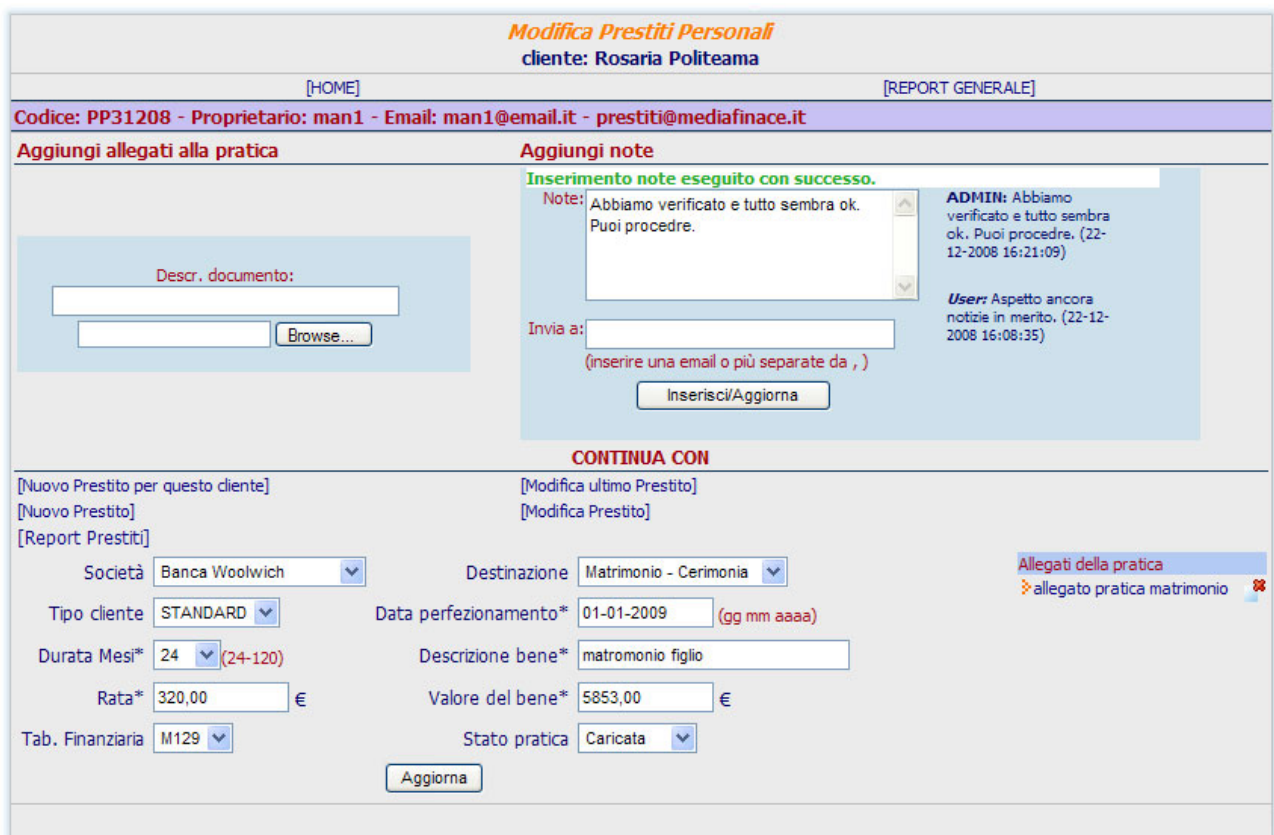 Modifica Prestiti Personali
cliente: Rosaria Politeama
[HOME] [REPORT GENERALE]
Codice: PP31208 - Proprietario: man1 - Email: man1@email.it - prestiti@mediafinace.it
Aggiungi allegati alla pratica
Descr. documento:
Browse...
Aggiungi note
Inserimento note eseguito con successo.
Note:
Abbiamo verificato e tutto sembra ok.
Puoi procedre.
ADMIN: Abbiamo
verificato e tutto sembra
ok. Puoi procedre. (22-
12-2008 16:21:09)
User: Aspetto ancora
notizie in merito. (22-12-
2008 16:08:35)
Invia a:
(inserire una email o più separate da , )
Inserisci/Aggiorna
CONTINUA CON
[Nuovo Prestito per questo cliente] [Modifica ultimo Prestito]
[Nuovo Prestito] [Modifica Prestito]
[Report Prestiti]
Società Banca Woolwich Destinazione Matrimonio - Cerimonia
Tipo cliente STANDARD Data perfezionamento* 01-01-2009 (gg mm aaaa)
Durata Mesi* 24 (24-120) Descrizione bene* matromonio figlio
Rata* 320,00 € Valore del bene* 5853,00 €
Tab. Finanziaria M129 Stato pratica Caricata
Aggiorna
Allegati della pratica
allegato pratica matrimonio